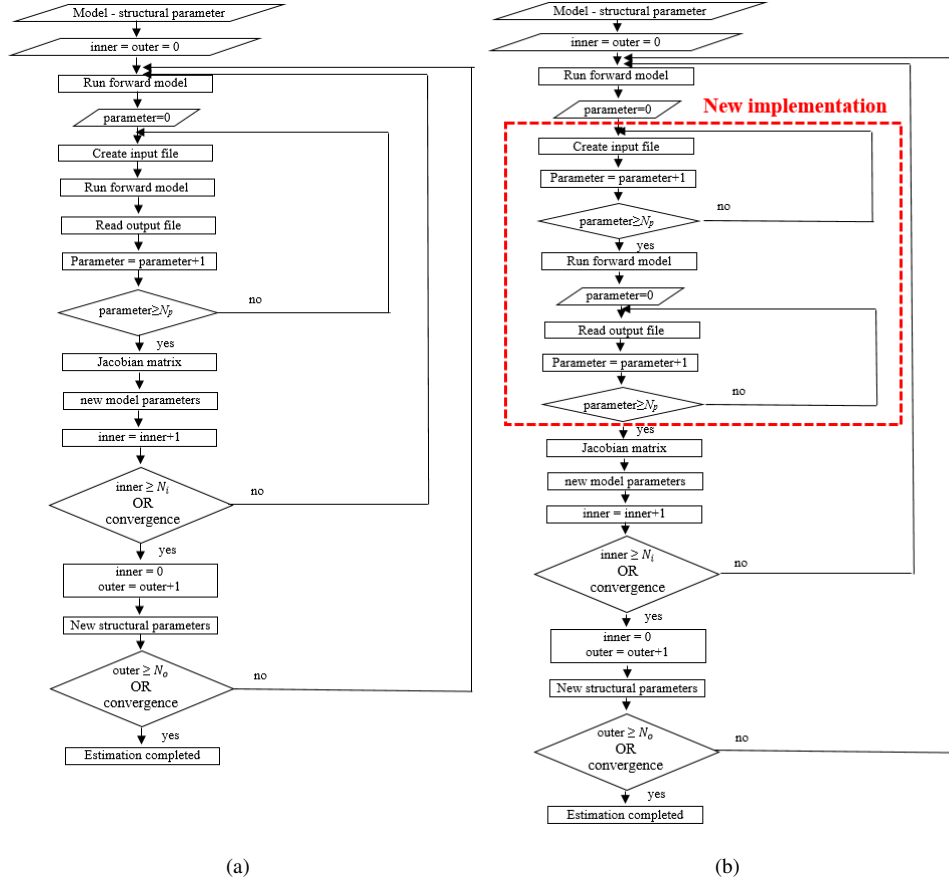 Model - structural parameter
inner = outer = 0
Run forward model
parameter=0
Create input file
Run forward model
Read output file
Parameter = parameter+1
parameter≥Np
no
yes
Jacobian matrix
new model parameters
inner = inner+1
inner ≥ Ni
OR
convergence
no
yes
inner = 0
outer = outer+1
New structural parameters
outer ≥ No
OR
convergence
no
yes
Estimation completed
(a)
Model - structural parameter
inner = outer = 0
Run forward model
parameter=0
New implementation
Create input file
Parameter = parameter+1
parameter≥Np
no
yes
Run forward model
parameter=0
Read output file
Parameter = parameter+1
parameter≥Np
no
yes
Jacobian matrix
new model parameters
inner = inner+1
inner ≥ Ni
OR
convergence
no
yes
inner = 0
outer = outer+1
New structural parameters
outer ≥ No
OR
convergence
no
yes
Estimation completed
(b)